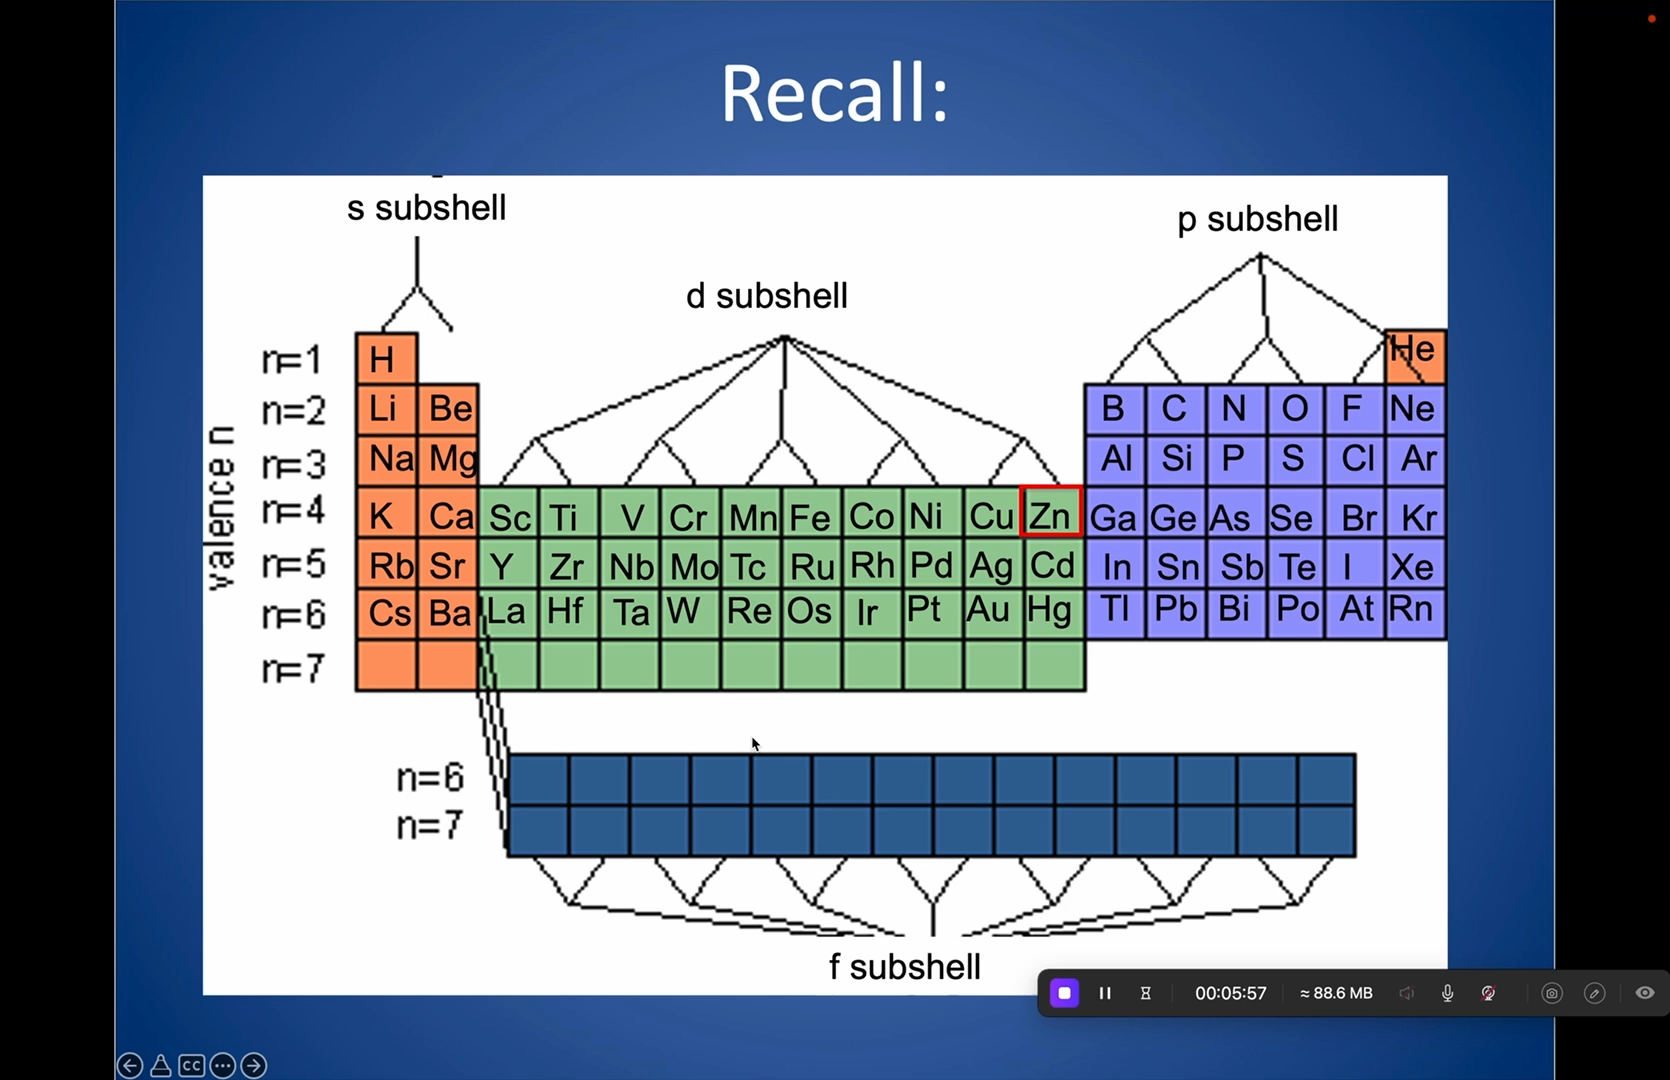 Recall:
s subshell
p subshell
d subshell
valence n
n=1 H He
n=2 Li Be B C N O F Ne
n=3 Na Mg Al Si P S Cl Ar
n=4 K Ca Sc Ti V Cr Mn Fe Co Ni Cu Zn Ga Ge As Se Br Kr
n=5 Rb Sr Y Zr Nb Mo Tc Ru Rh Pd Ag Cd In Sn Sb Te I Xe
n=6 Cs Ba La Hf Ta W Re Os Ir Pt Au Hg Tl Pb Bi Po At Rn
n=7
n=6
n=7
f subshell
00:05:57 ≈ 88.6 MB
CC